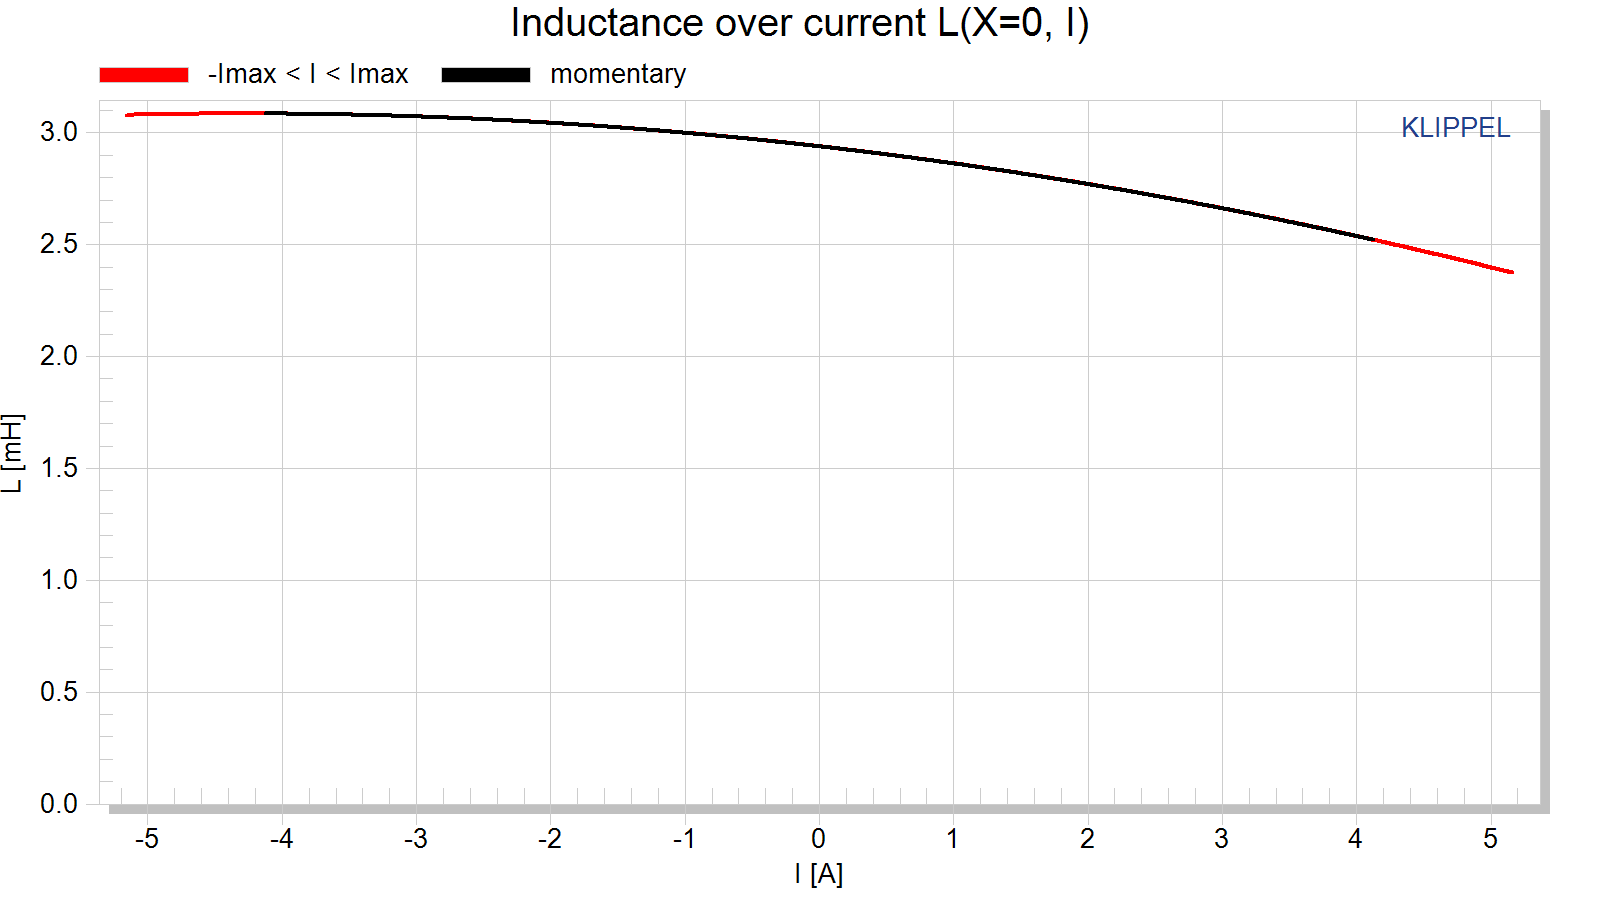 Inductance over current L(X=0, I)
-Imax < I < Imax momentary
KLIPPEL
3.0
2.5
2.0
1.5
1.0
0.5
0.0
L [mH]
-5 -4 -3 -2 -1 0 1 2 3 4 5
I [A]